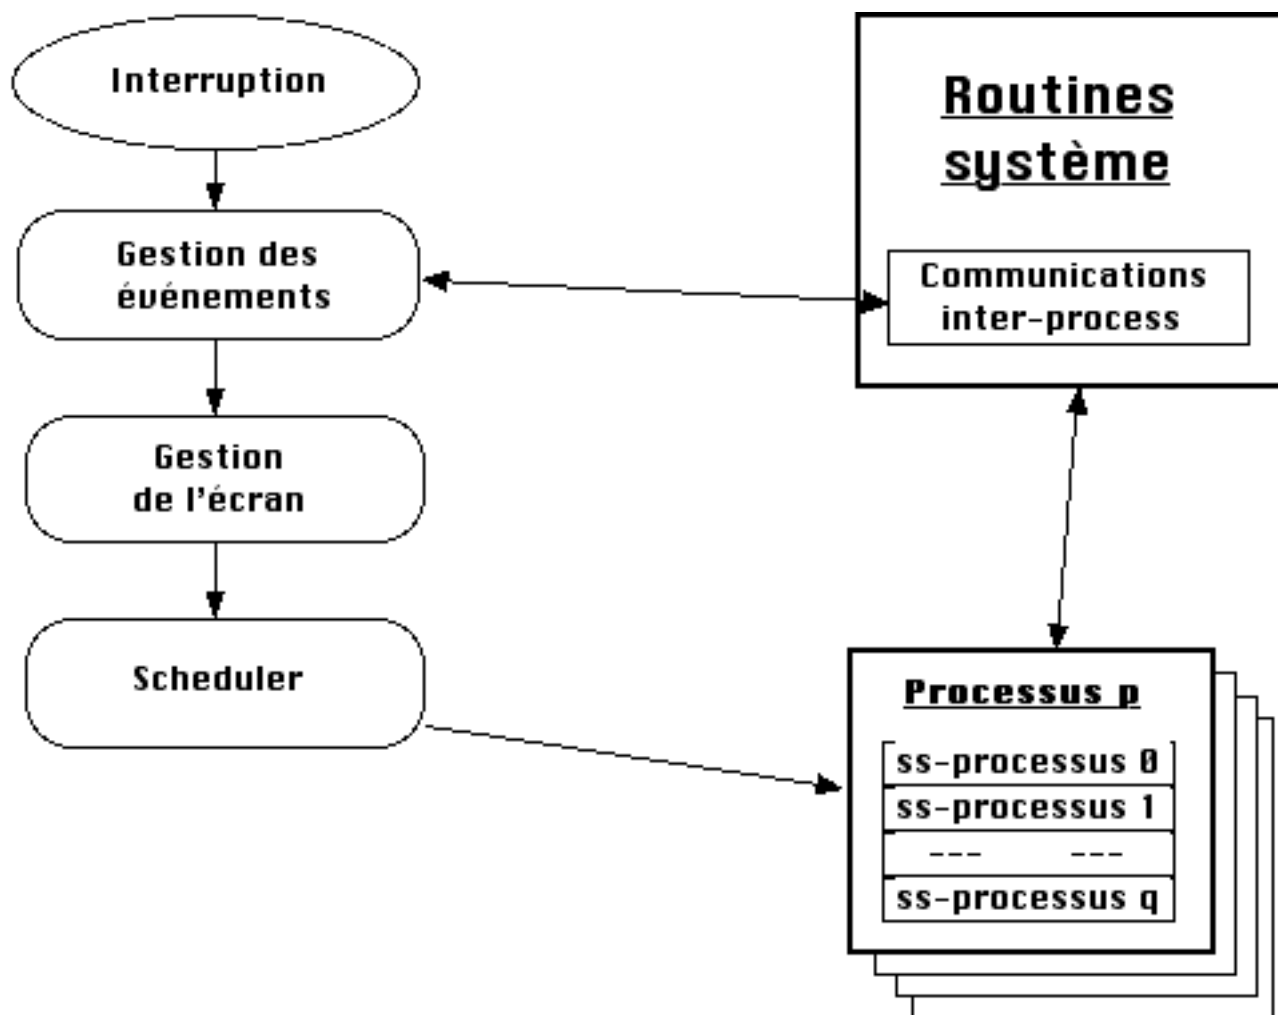 Interruption
Gestion des
événements
Gestion
de l'écran
Scheduler
Routines
système
Communications
inter-process
Processus p
ss-processus 0
ss-processus 1
--- ---
ss-processus q